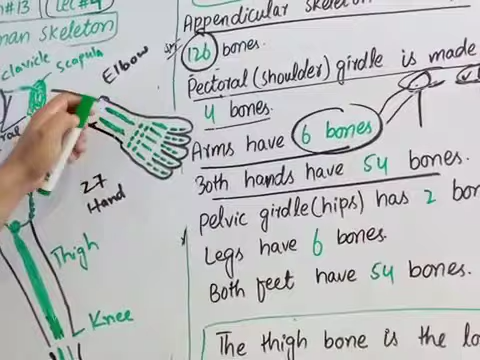 #13
Lec#4
man skeleton
clavicle
scapula
Elbow
27
Hand
Thigh
Knee
Appendicular skeleton
126 bones.
Pectoral (shoulder) girdle is made
4 bones.
Arms have 6 bones
Both hands have 54 bones.
Pelvic girdle (hips) has 2 bon
Legs have 6 bones.
Both feet have 54 bones.
The thigh bone is the lo